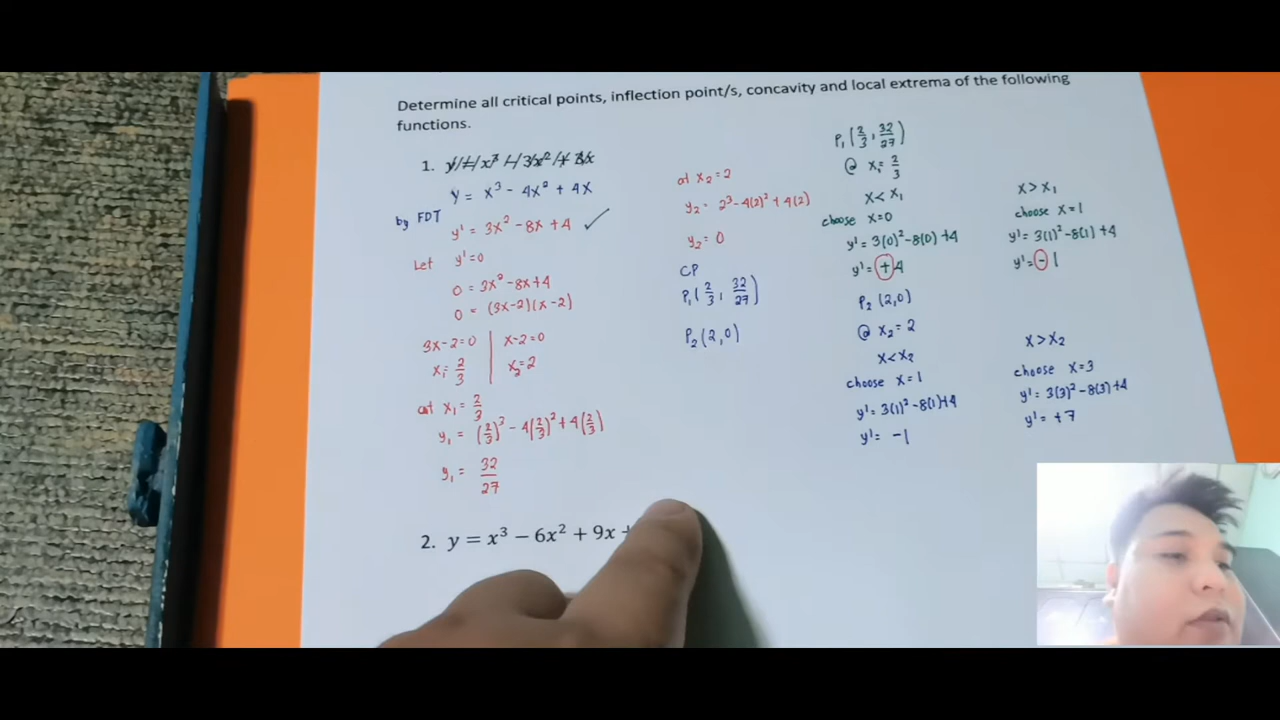 Determine all critical points, inflection point/s, concavity and local extrema of the following
functions.
1. y = x³ – 3x² + 3x
y = x³ - 4x² + 4x
by FDT
y' = 3x² - 8x + 4 ✓
Let y' = 0
0 = 3x² - 8x + 4
0 = (3x-2)(x-2)
3x-2=0 | x-2=0
x₁ = 2/3 | x₂ = 2
at x₁ = 2/3
y₁ = (2/3)³ - 4(2/3)² + 4(2/3)
y₁ = 32/27
at x₂ = 2
y₂ = 2³ - 4(2)² + 4(2)
y₂ = 0
CP
P₁(2/3, 32/27)
P₂(2,0)
P₁(2/3, 32/27)
@ x₁ = 2/3
x < x₁
choose x=0
y' = 3(0)² - 8(0) + 4
y' = +4
x > x₁
choose x=1
y' = 3(1)² - 8(1) + 4
y' = -1
P₂(2,0)
@ x₂ = 2
x < x₂
choose x=1
y' = 3(1)² - 8(1) + 4
y' = -1
x > x₂
choose x=3
y' = 3(3)² - 8(3) + 4
y' = +7
2. y = x³ − 6x² + 9x